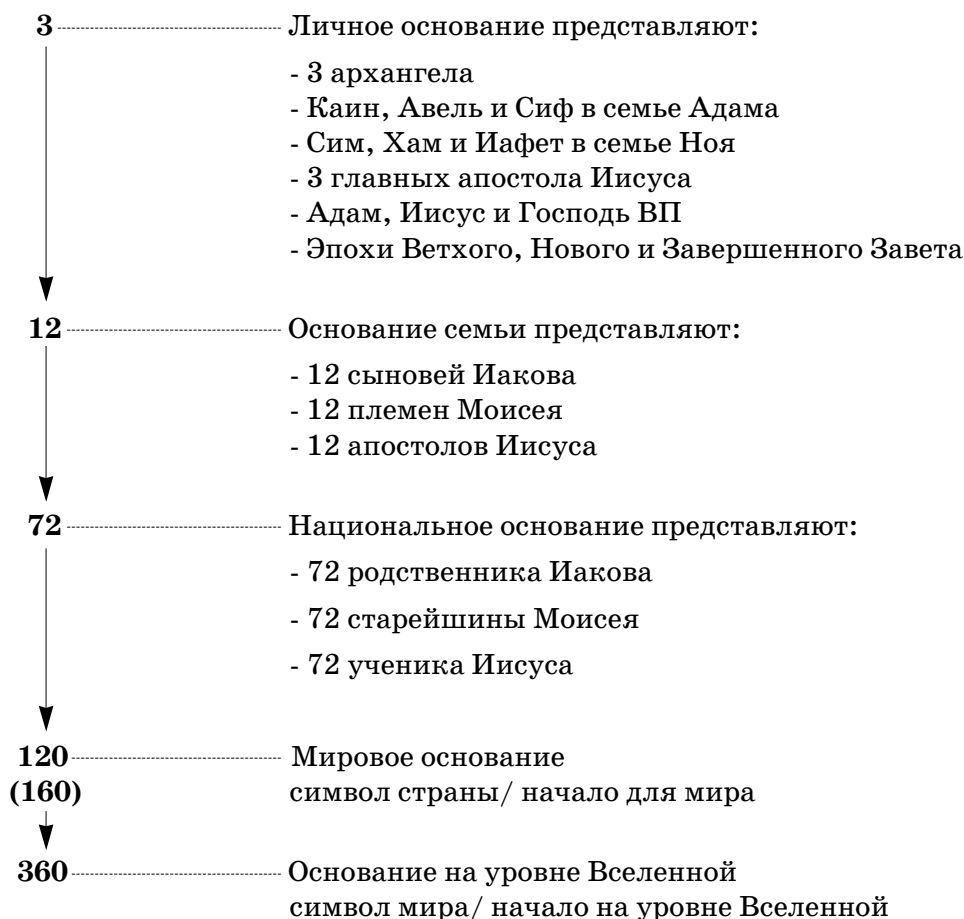 3 Личное основание представляют:
- 3 архангела
- Каин, Авель и Сиф в семье Адама
- Сим, Хам и Иафет в семье Ноя
- 3 главных апостола Иисуса
- Адам, Иисус и Господь ВП
- Эпохи Ветхого, Нового и Завершенного Завета
12 Основание семьи представляют:
- 12 сыновей Иакова
- 12 племен Моисея
- 12 апостолов Иисуса
72 Национальное основание представляют:
- 72 родственника Иакова
- 72 старейшины Моисея
- 72 ученика Иисуса
120 Мировое основание
(160) символ страны/ начало для мира
360 Основание на уровне Вселенной
символ мира/ начало на уровне Вселенной